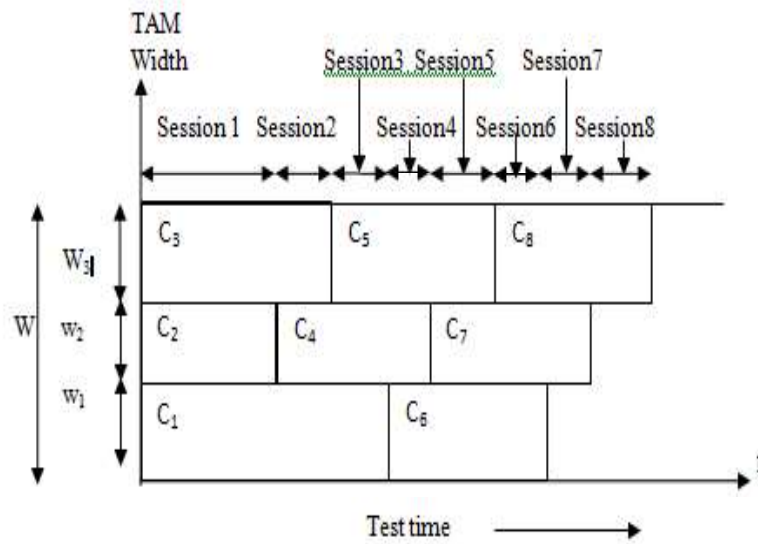 TAM
Width
Session3 Session5 Session7
Session 1 Session2 Session4 Session6 Session8
C3 C5 C8
W3
W w2 C2 C4 C7
w1 C1 C6
Test time